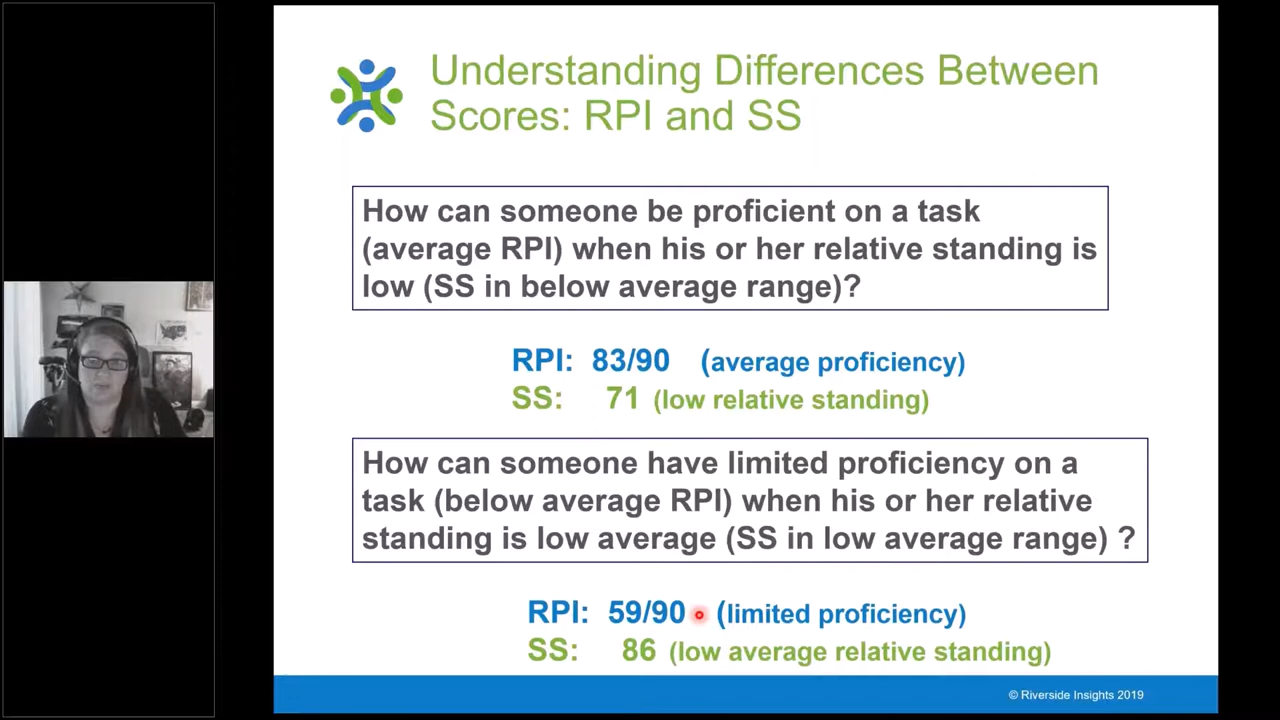 Understanding Differences Between
Scores: RPI and SS
How can someone be proficient on a task
(average RPI) when his or her relative standing is
low (SS in below average range)?
RPI: 83/90 (average proficiency)
SS: 71 (low relative standing)
How can someone have limited proficiency on a
task (below average RPI) when his or her relative
standing is low average (SS in low average range) ?
RPI: 59/90 (limited proficiency)
SS: 86 (low average relative standing)
© Riverside Insights 2019